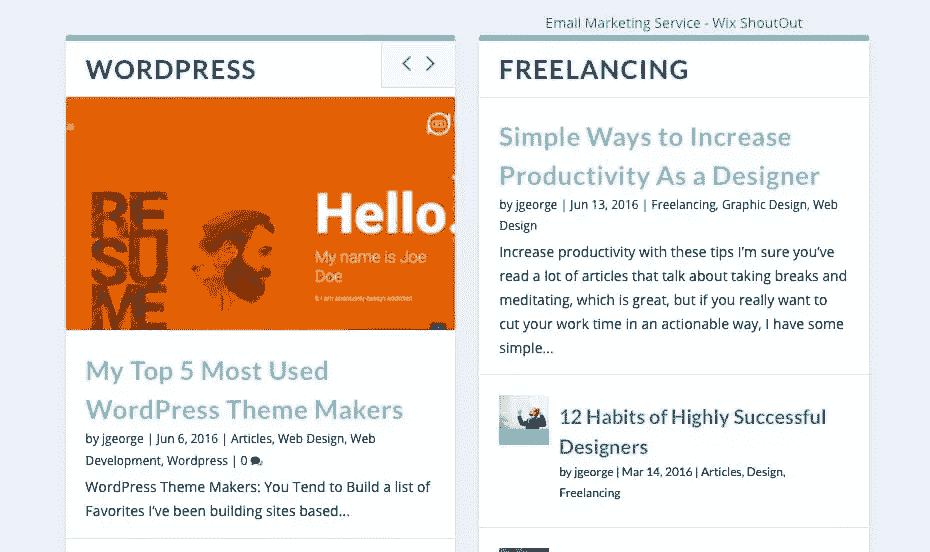 Email Marketing Service - Wix ShoutOut
WORDPRESS
RE
SU
ME
Hello.
My name is Joe
Doe
My Top 5 Most Used
WordPress Theme Makers
by jgeorge | Jun 6, 2016 | Articles, Web Design, Web
Development, Wordpress | 0
WordPress Theme Makers: You Tend to Build a list of
Favorites I've been building sites based...
FREELANCING
Simple Ways to Increase
Productivity As a Designer
by jgeorge | Jun 13, 2016 | Freelancing, Graphic Design, Web
Design
Increase productivity with these tips I'm sure you've
read a lot of articles that talk about taking breaks and
meditating, which is great, but if you really want to
cut your work time in an actionable way, I have some
simple...
12 Habits of Highly Successful
Designers
by jgeorge | Mar 14, 2016 | Articles, Design,
Freelancing